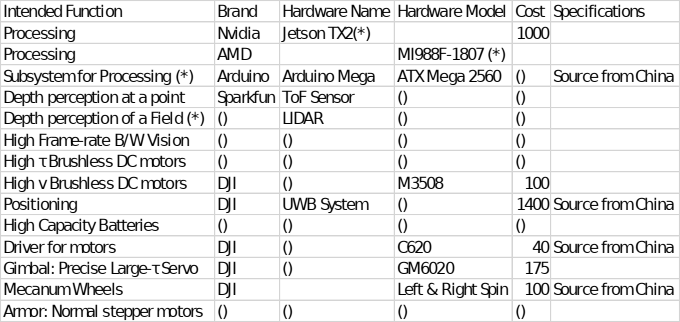 Intended Function Brand Hardware Name Hardware Model Cost Specifications
Processing Nvidia Jetson TX2(*) 1000
Processing AMD MI988F-1807 (*)
Subsystem for Processing (*) Arduino Arduino Mega ATX Mega 2560 () Source from China
Depth perception at a point Sparkfun ToF Sensor () ()
Depth perception of a Field (*) () LIDAR () ()
High Frame-rate B/W Vision () () () ()
High τ Brushless DC motors () () () ()
High v Brushless DC motors DJI () M3508 100
Positioning DJI UWB System () 1400 Source from China
High Capacity Batteries () () () ()
Driver for motors DJI () C620 40 Source from China
Gimbal: Precise Large-τ Servo DJI () GM6020 175
Mecanum Wheels DJI Left & Right Spin 100 Source from China
Armor: Normal stepper motors () () () ()